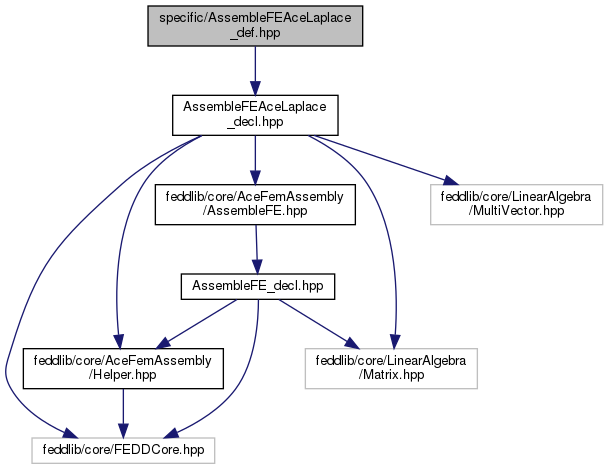 specific/AssembleFEAceLaplace
_def.hpp
AssembleFEAceLaplace
_decl.hpp
feddlib/core/AceFemAssembly
/AssembleFE.hpp
feddlib/core/LinearAlgebra
/MultiVector.hpp
AssembleFE_decl.hpp
feddlib/core/AceFemAssembly
/Helper.hpp
feddlib/core/LinearAlgebra
/Matrix.hpp
feddlib/core/FEDDCore.hpp